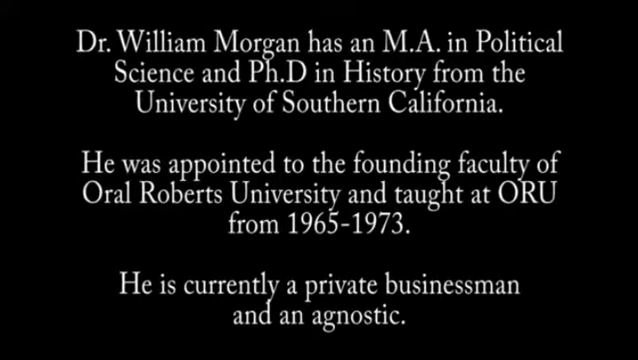 Dr. William Morgan has an M.A. in Political
Science and Ph.D in History from the
University of Southern California.
He was appointed to the founding faculty of
Oral Roberts University and taught at ORU
from 1965-1973.
He is currently a private businessman
and an agnostic.